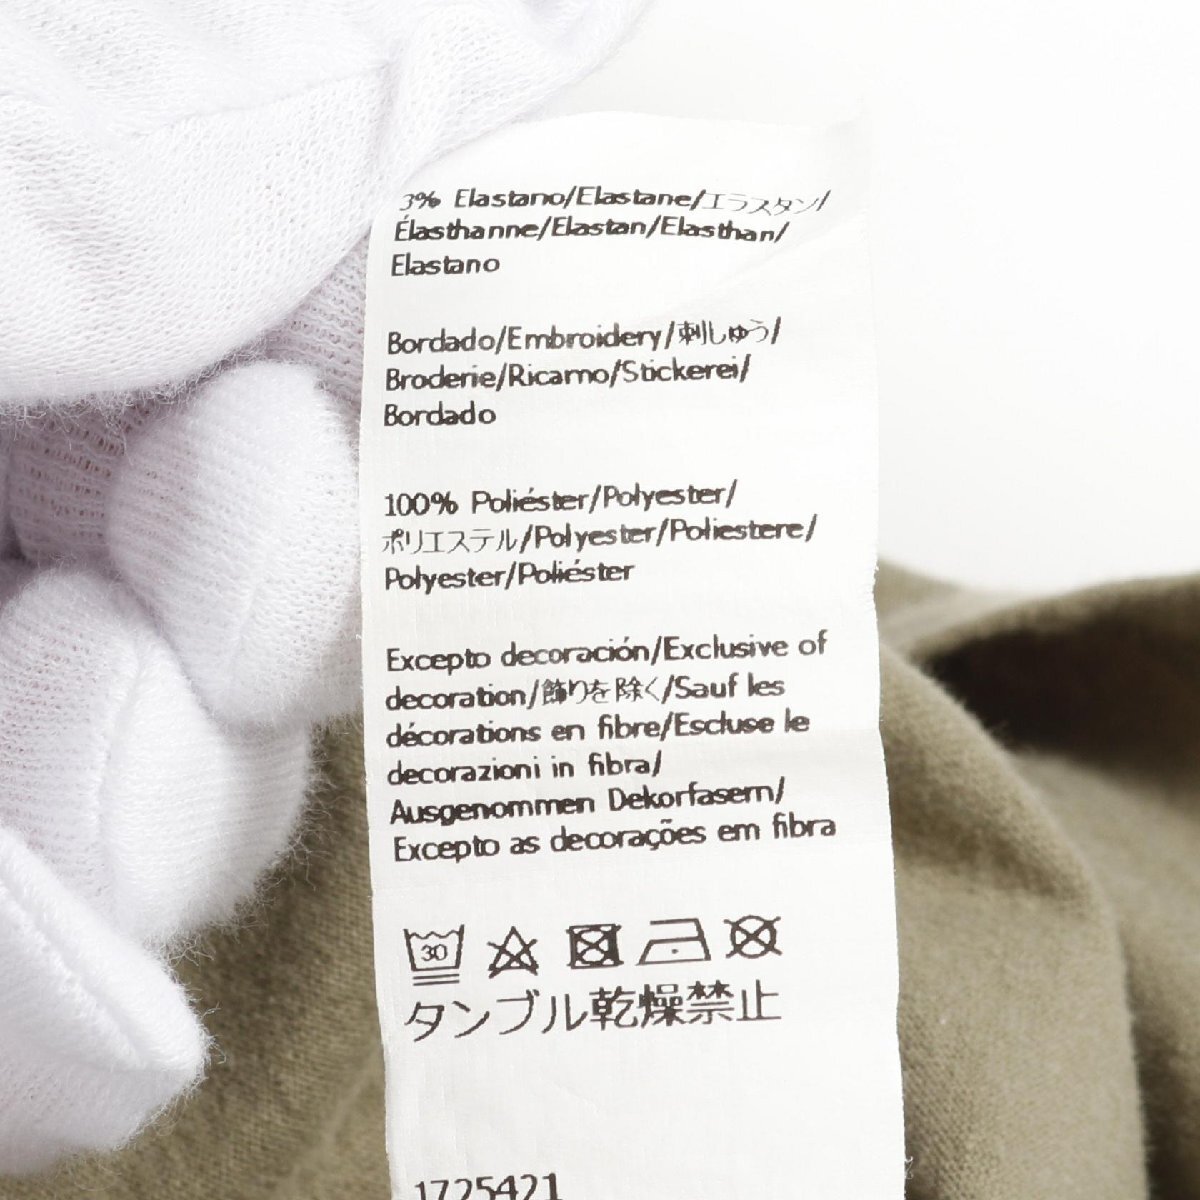 3% Elastano/Elastane/エラスタン/
Élasthanne/Elastan/Elasthan/
Elastano
Bordado/Embroidery/刺しゅう/
Broderie/Ricamo/Stickerei/
Bordado
100% Poliéster/Polyester/
ポリエステル/Polyester/Poliestere/
Polyester/Poliéster
Excepto decoración/Exclusive of
decoration/飾りを除く/Sauf les
décorations en fibre/Escluse le
decorazioni in fibra/
Ausgenommen Dekorfasern/
Excepto as decorações em fibra
30
タンブル乾燥禁止
1725421